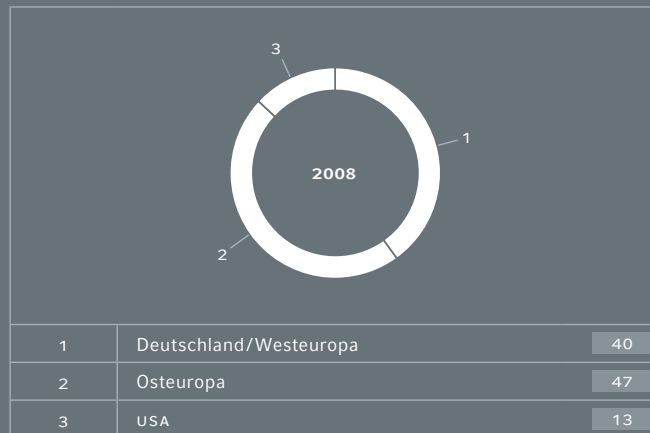 3
1
2008
2
1 Deutschland/Westeuropa 40
2 Osteuropa 47
3 USA 13